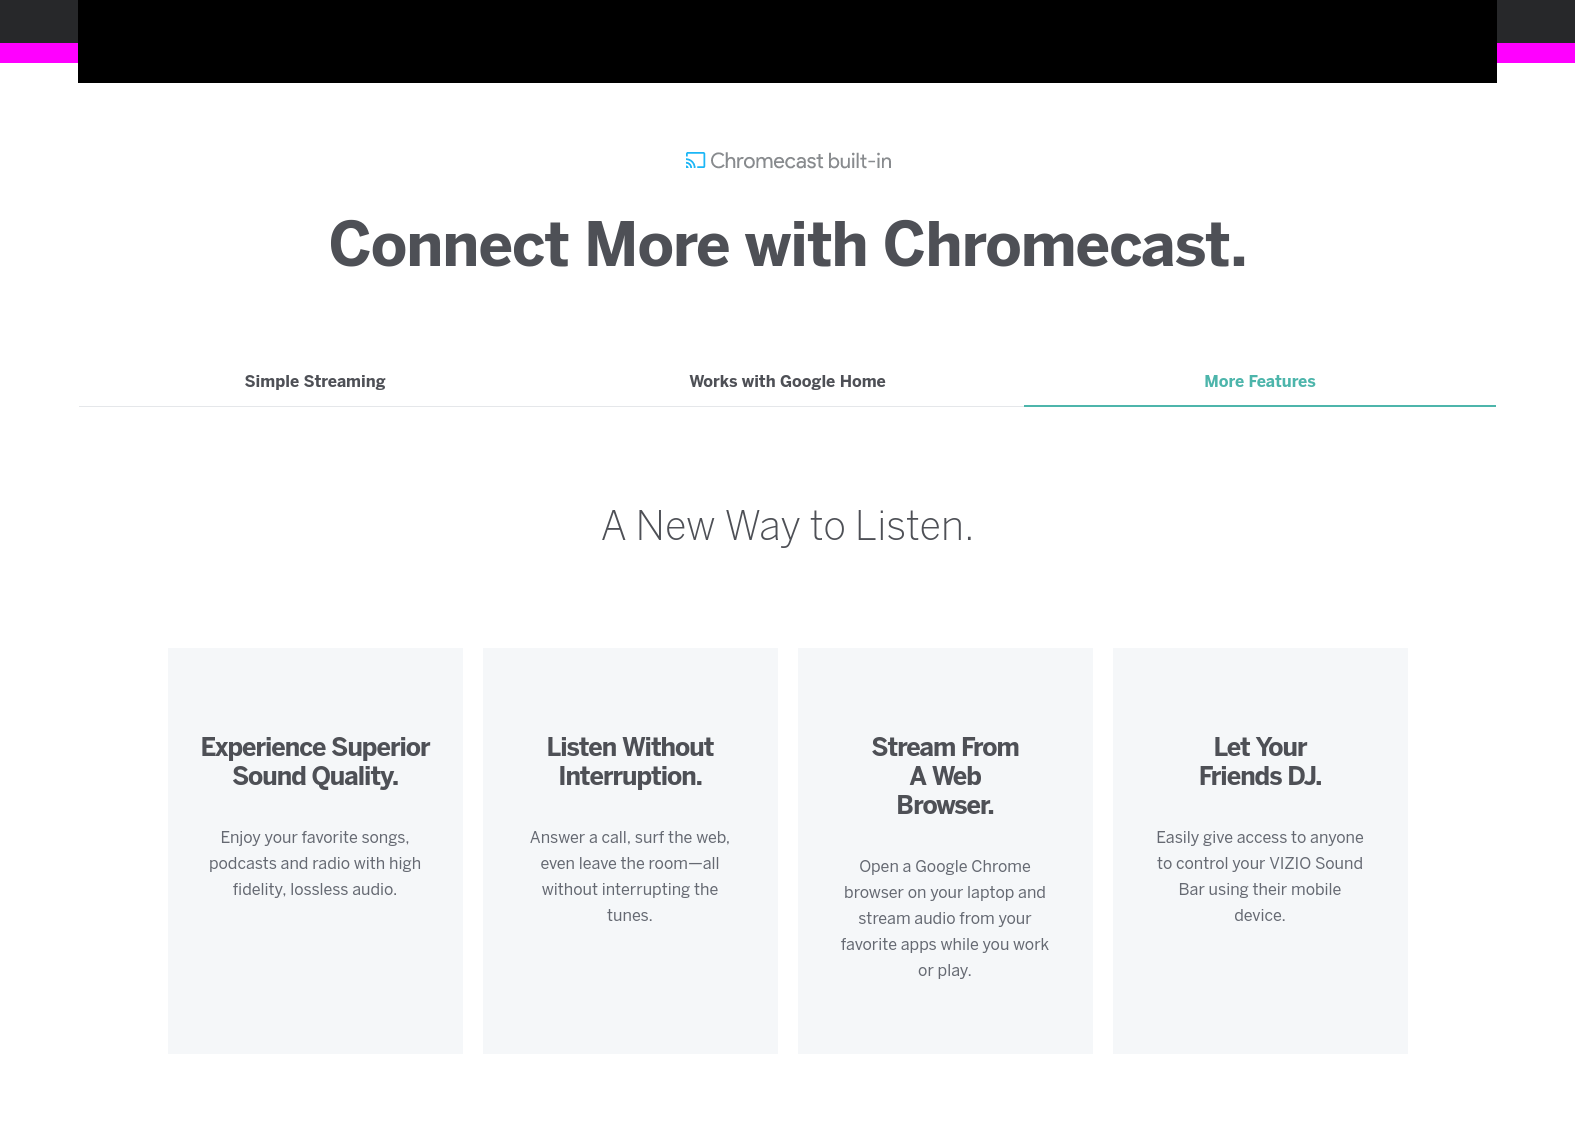 Chromecast built-in
Connect More with Chromecast.
Simple Streaming
Works with Google Home
More Features
A New Way to Listen.
Experience Superior
Sound Quality.
Enjoy your favorite songs,
podcasts and radio with high
fidelity, lossless audio.
Listen Without
Interruption.
Answer a call, surf the web,
even leave the room—all
without interrupting the
tunes.
Stream From
A Web
Browser.
Open a Google Chrome
browser on your laptop and
stream audio from your
favorite apps while you work
or play.
Let Your
Friends DJ.
Easily give access to anyone
to control your VIZIO Sound
Bar using their mobile
device.